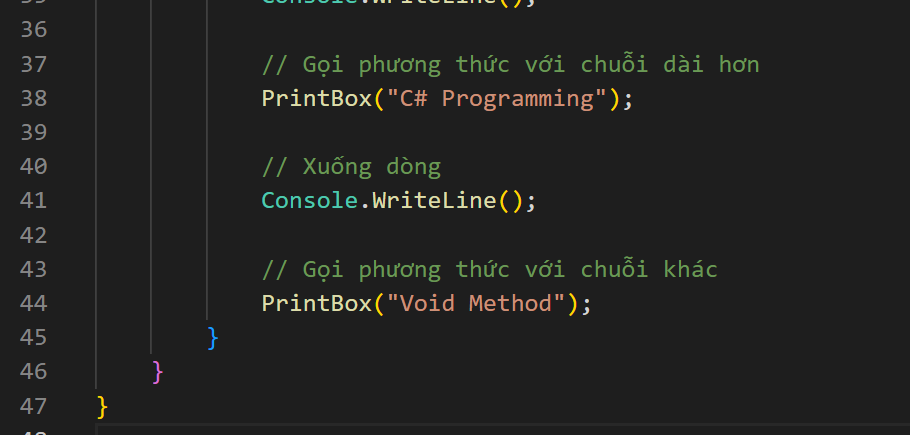 Console.WriteLine();
36
37 // Gọi phương thức với chuỗi dài hơn
38 PrintBox("C# Programming");
39
40 // Xuống dòng
41 Console.WriteLine();
42
43 // Gọi phương thức với chuỗi khác
44 PrintBox("Void Method");
45 }
46 }
47 }